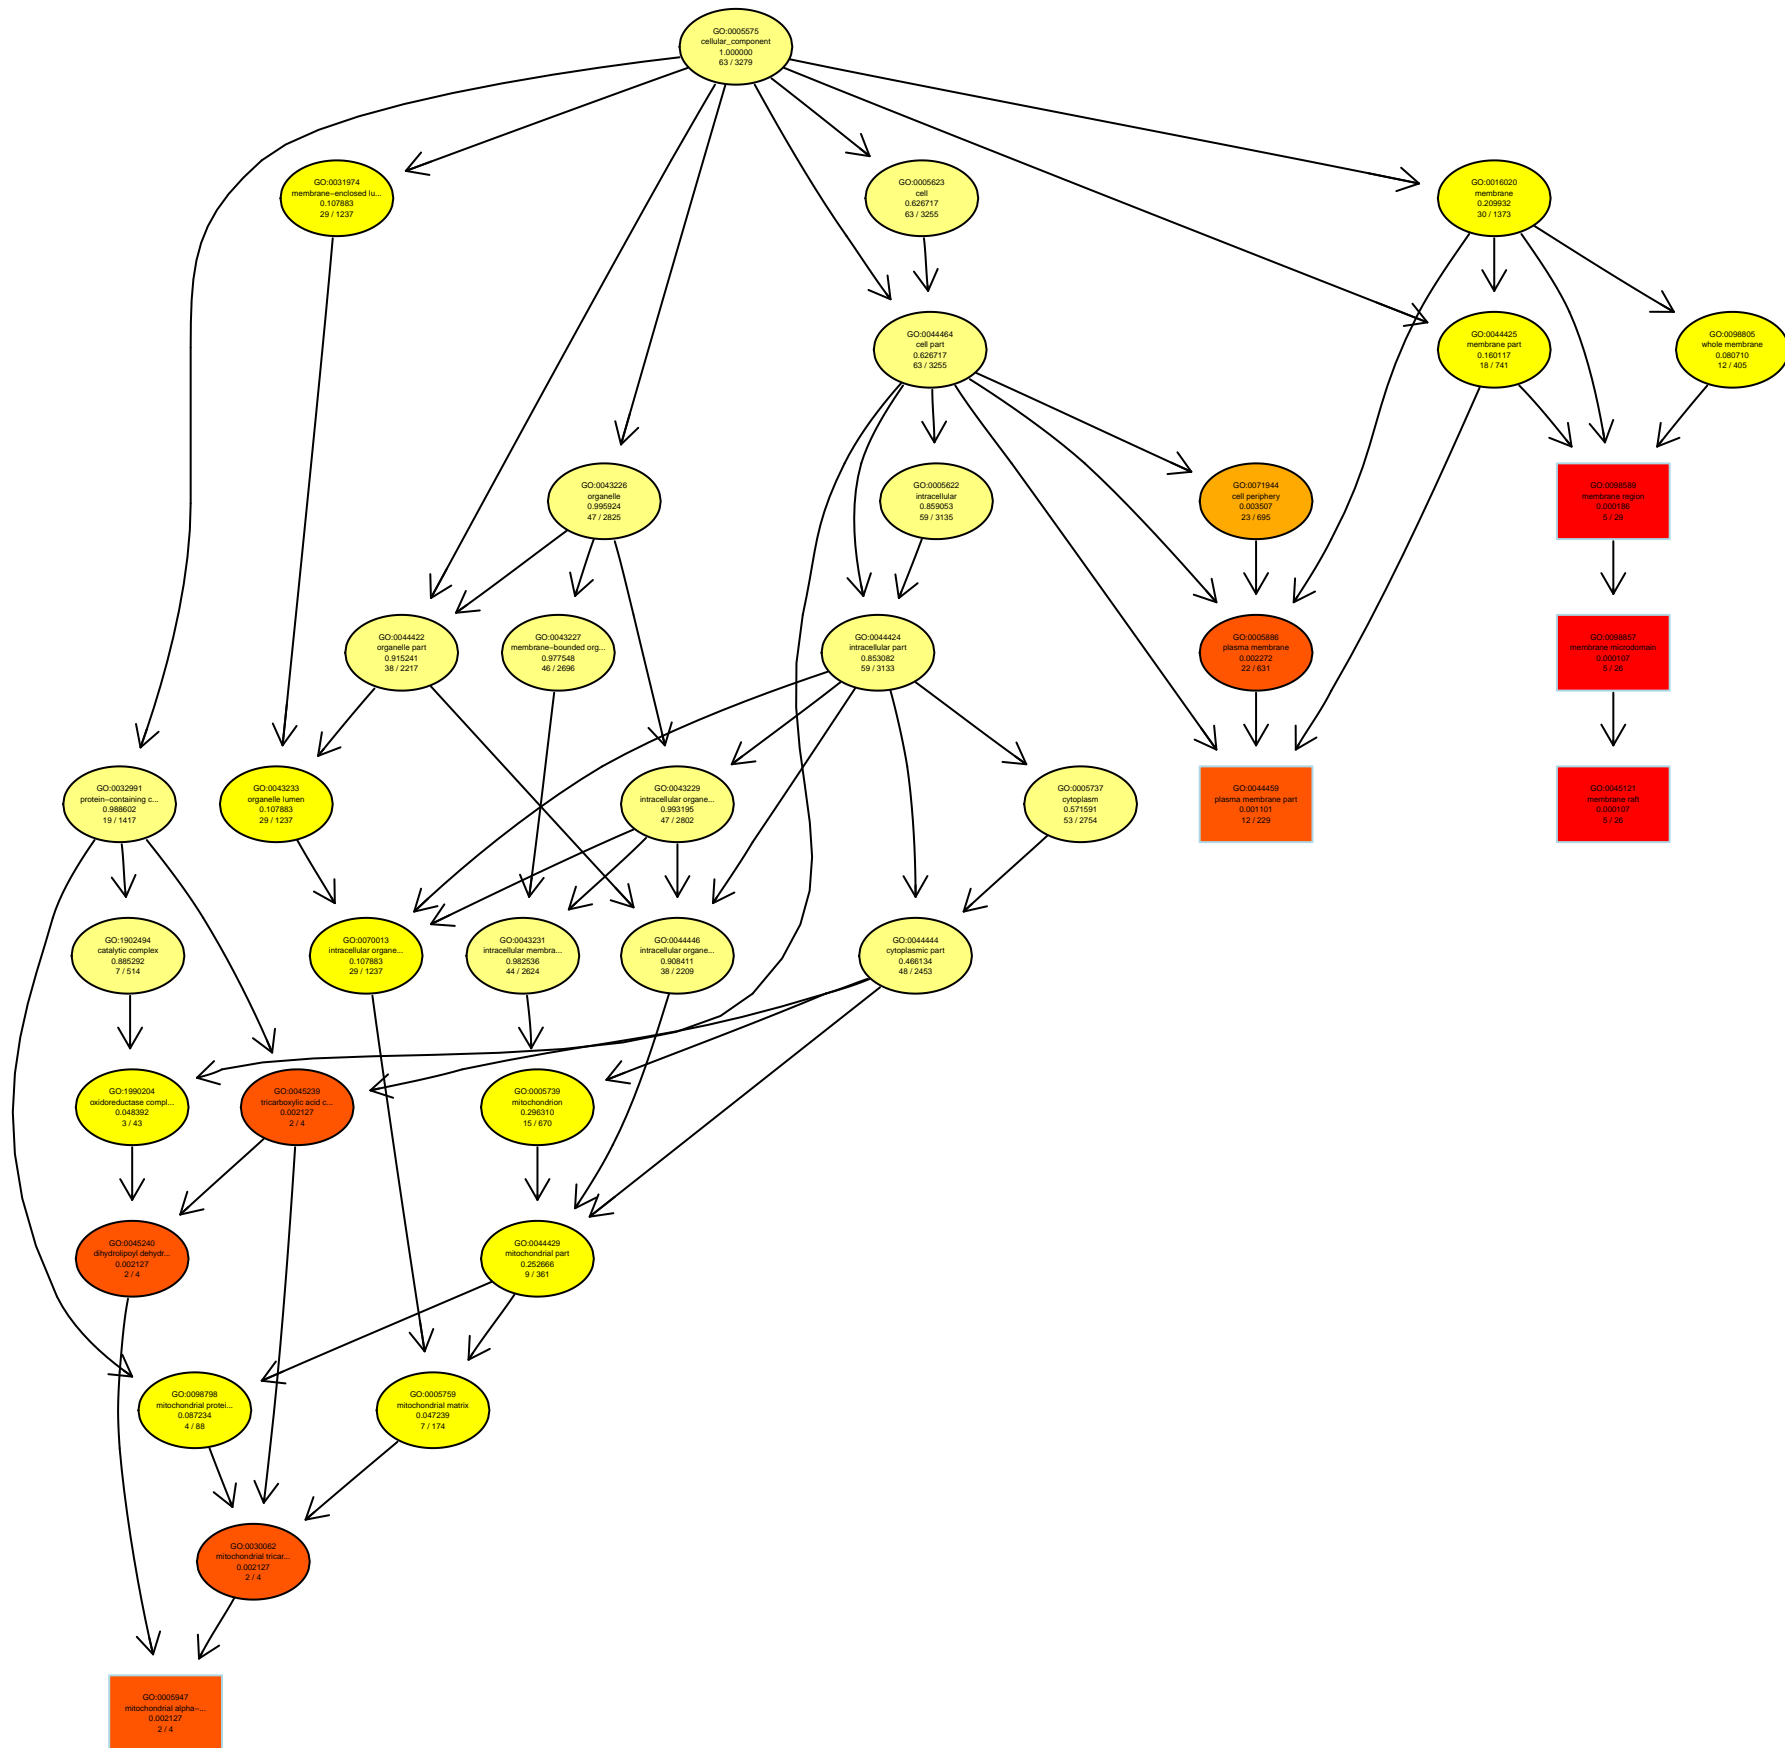 GO:0005575
cellular_component
1.000000
63 / 3279
GO:0031974
membrane−enclosed lu...
0.107883
29 / 1237
GO:0005623
cell
0.626717
63 / 3255
GO:0016020
membrane
0.209932
30 / 1373
GO:0044464
cell part
0.626717
63 / 3255
GO:0044425
membrane part
0.160117
18 / 741
GO:0098805
whole membrane
0.080710
12 / 405
GO:0043226
organelle
0.995924
47 / 2825
GO:0005622
intracellular
0.859053
59 / 3135
GO:0071944
cell periphery
0.003507
23 / 695
GO:0098589
membrane region
0.000186
5 / 29
GO:0044422
organelle part
0.915241
38 / 2217
GO:0043227
membrane−bounded org...
0.977548
46 / 2696
GO:0044424
intracellular part
0.853082
59 / 3133
GO:0005886
plasma membrane
0.002272
22 / 631
GO:0098857
membrane microdomain
0.000107
5 / 26
GO:0032991
protein−containing c...
0.988602
19 / 1417
GO:0043233
organelle lumen
0.107883
29 / 1237
GO:0043229
intracellular organe...
0.993195
47 / 2802
GO:0005737
cytoplasm
0.571591
53 / 2754
GO:0044459
plasma membrane part
0.001101
12 / 229
GO:0045121
membrane raft
0.000107
5 / 26
GO:1902494
catalytic complex
0.885292
7 / 514
GO:0070013
intracellular organe...
0.107883
29 / 1237
GO:0043231
intracellular membra...
0.982536
44 / 2624
GO:0044446
intracellular organe...
0.908411
38 / 2209
GO:0044444
cytoplasmic part
0.466134
48 / 2453
GO:1990204
oxidoreductase compl...
0.048392
3 / 43
GO:0045239
tricarboxylic acid c...
0.002127
2 / 4
GO:0005739
mitochondrion
0.296310
15 / 670
GO:0045240
dihydrolipoyl dehydr...
0.002127
2 / 4
GO:0044429
mitochondrial part
0.252666
9 / 361
GO:0098798
mitochondrial protei...
0.087234
4 / 88
GO:0005759
mitochondrial matrix
0.047239
7 / 174
GO:0030062
mitochondrial tricar...
0.002127
2 / 4
GO:0005947
mitochondrial alpha−...
0.002127
2 / 4